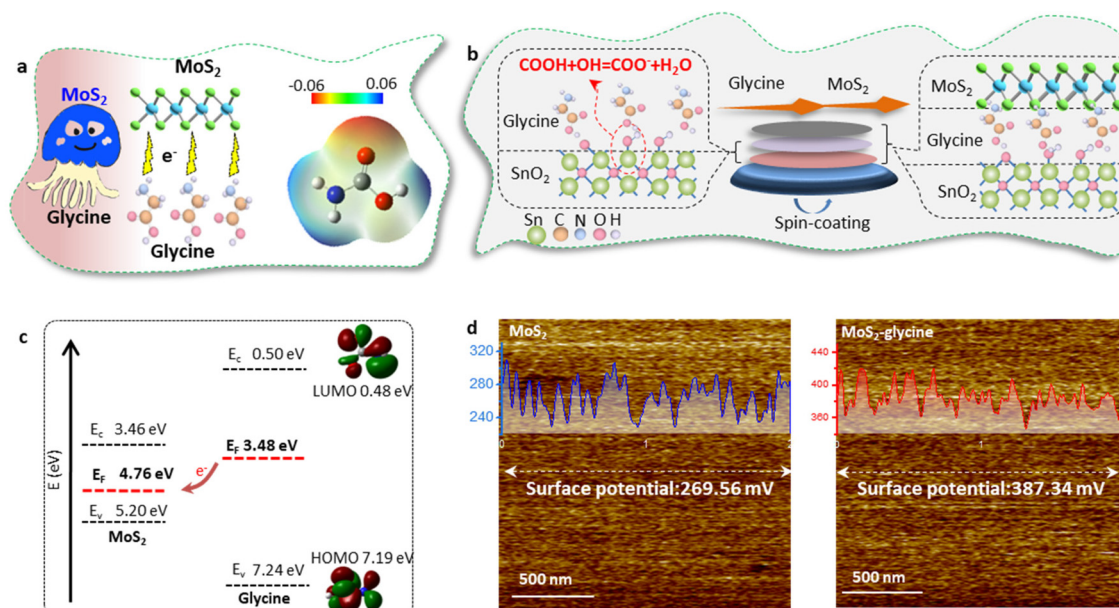 a
MoS2
MoS2
e-
Glycine
Glycine
-0.06 0.06
b
COOH+OH=COO-+H2O
Glycine
SnO2
Sn C N O H
Glycine MoS2
Spin-coating
MoS2
Glycine
SnO2
c
E (eV)
Ec 3.46 eV
EF 4.76 eV
Ev 5.20 eV
MoS2
e-
Ec 0.50 eV
LUMO 0.48 eV
EF 3.48 eV
HOMO 7.19 eV
Ev 7.24 eV
Glycine
d
MoS2
320
280
240
0 1 2
Surface potential:269.56 mV
500 nm
MoS2-glycine
440
400
360
0 1
Surface potential:387.34 mV
500 nm